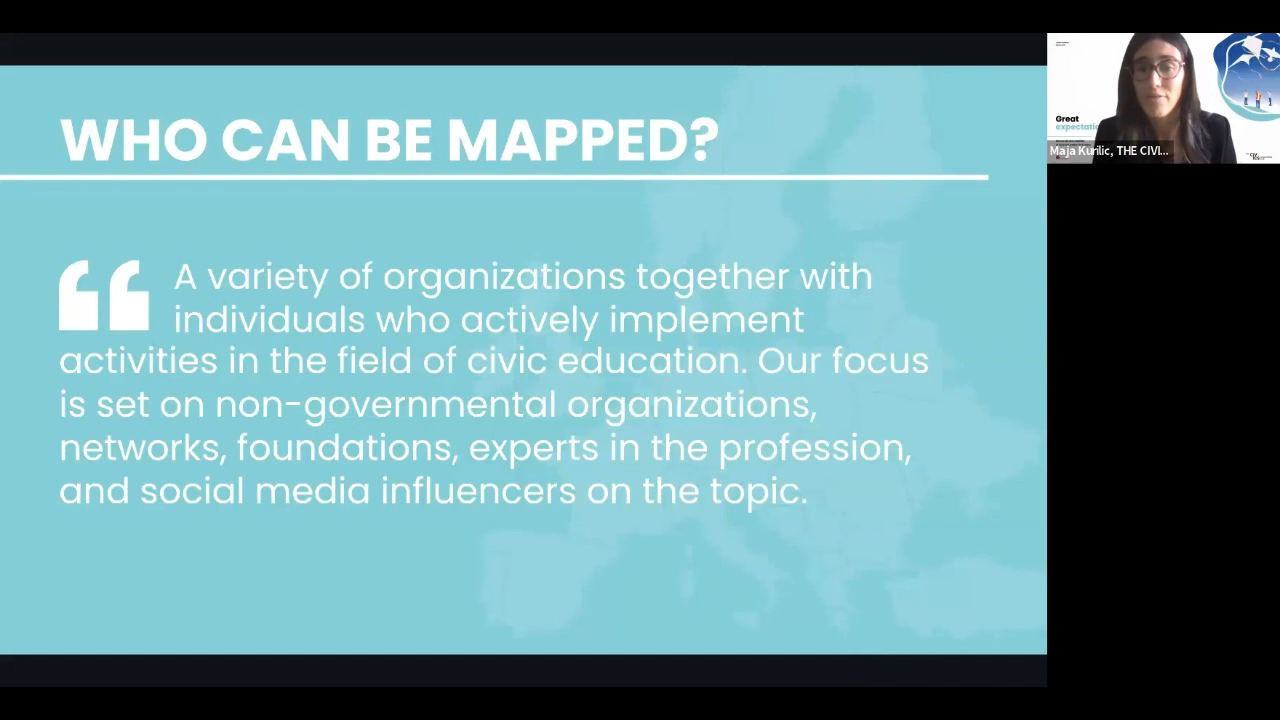 WHO CAN BE MAPPED?
A variety of organizations together with
individuals who actively implement
activities in the field of civic education. Our focus
is set on non-governmental organizations,
networks, foundations, experts in the profession,
and social media influencers on the topic.
Great
expectatio
Maja Kurilic, THE CIVI...